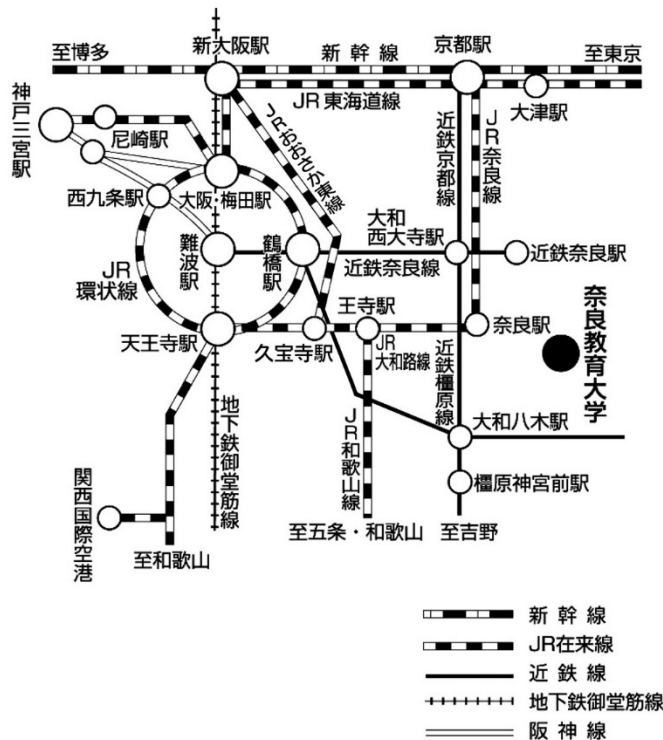 新大阪駅
新幹線
京都駅
至博多
至東京
神戸三宮駅
JR東海道線
大津駅
尼崎駅
JRおおさか東線
近鉄京都線
JR奈良線
西九条駅
大阪・梅田駅
大和
西大寺駅
難波駅
鶴橋駅
近鉄奈良線
近鉄奈良駅
JR
環状線
王寺駅
奈良駅
奈良教育大学
天王寺駅
久宝寺駅
JR
大和路線
近鉄橿原線
大和八木駅
地下鉄御堂筋線
JR和歌山線
橿原神宮前駅
関西国際空港
至和歌山
至五条・和歌山
至吉野
新幹線
JR在来線
近鉄線
地下鉄御堂筋線
阪神線